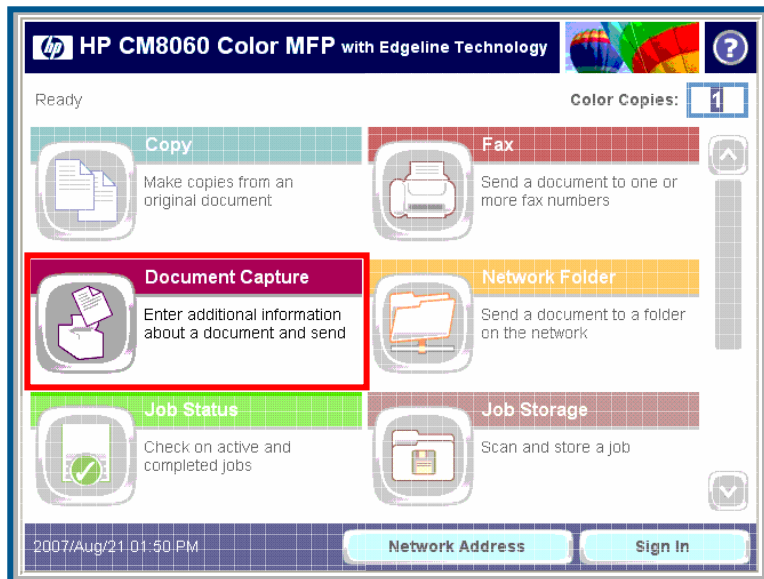 hp HP CM8060 Color MFP with Edgeline Technology ?
Ready
Color Copies: 1
Copy
Make copies from an
original document
Fax
Send a document to one or
more fax numbers
Document Capture
Enter additional information
about a document and send
Network Folder
Send a document to a folder
on the network
Job Status
Check on active and
completed jobs
Job Storage
Scan and store a job
2007/Aug/21 01:50 PM
Network Address
Sign In